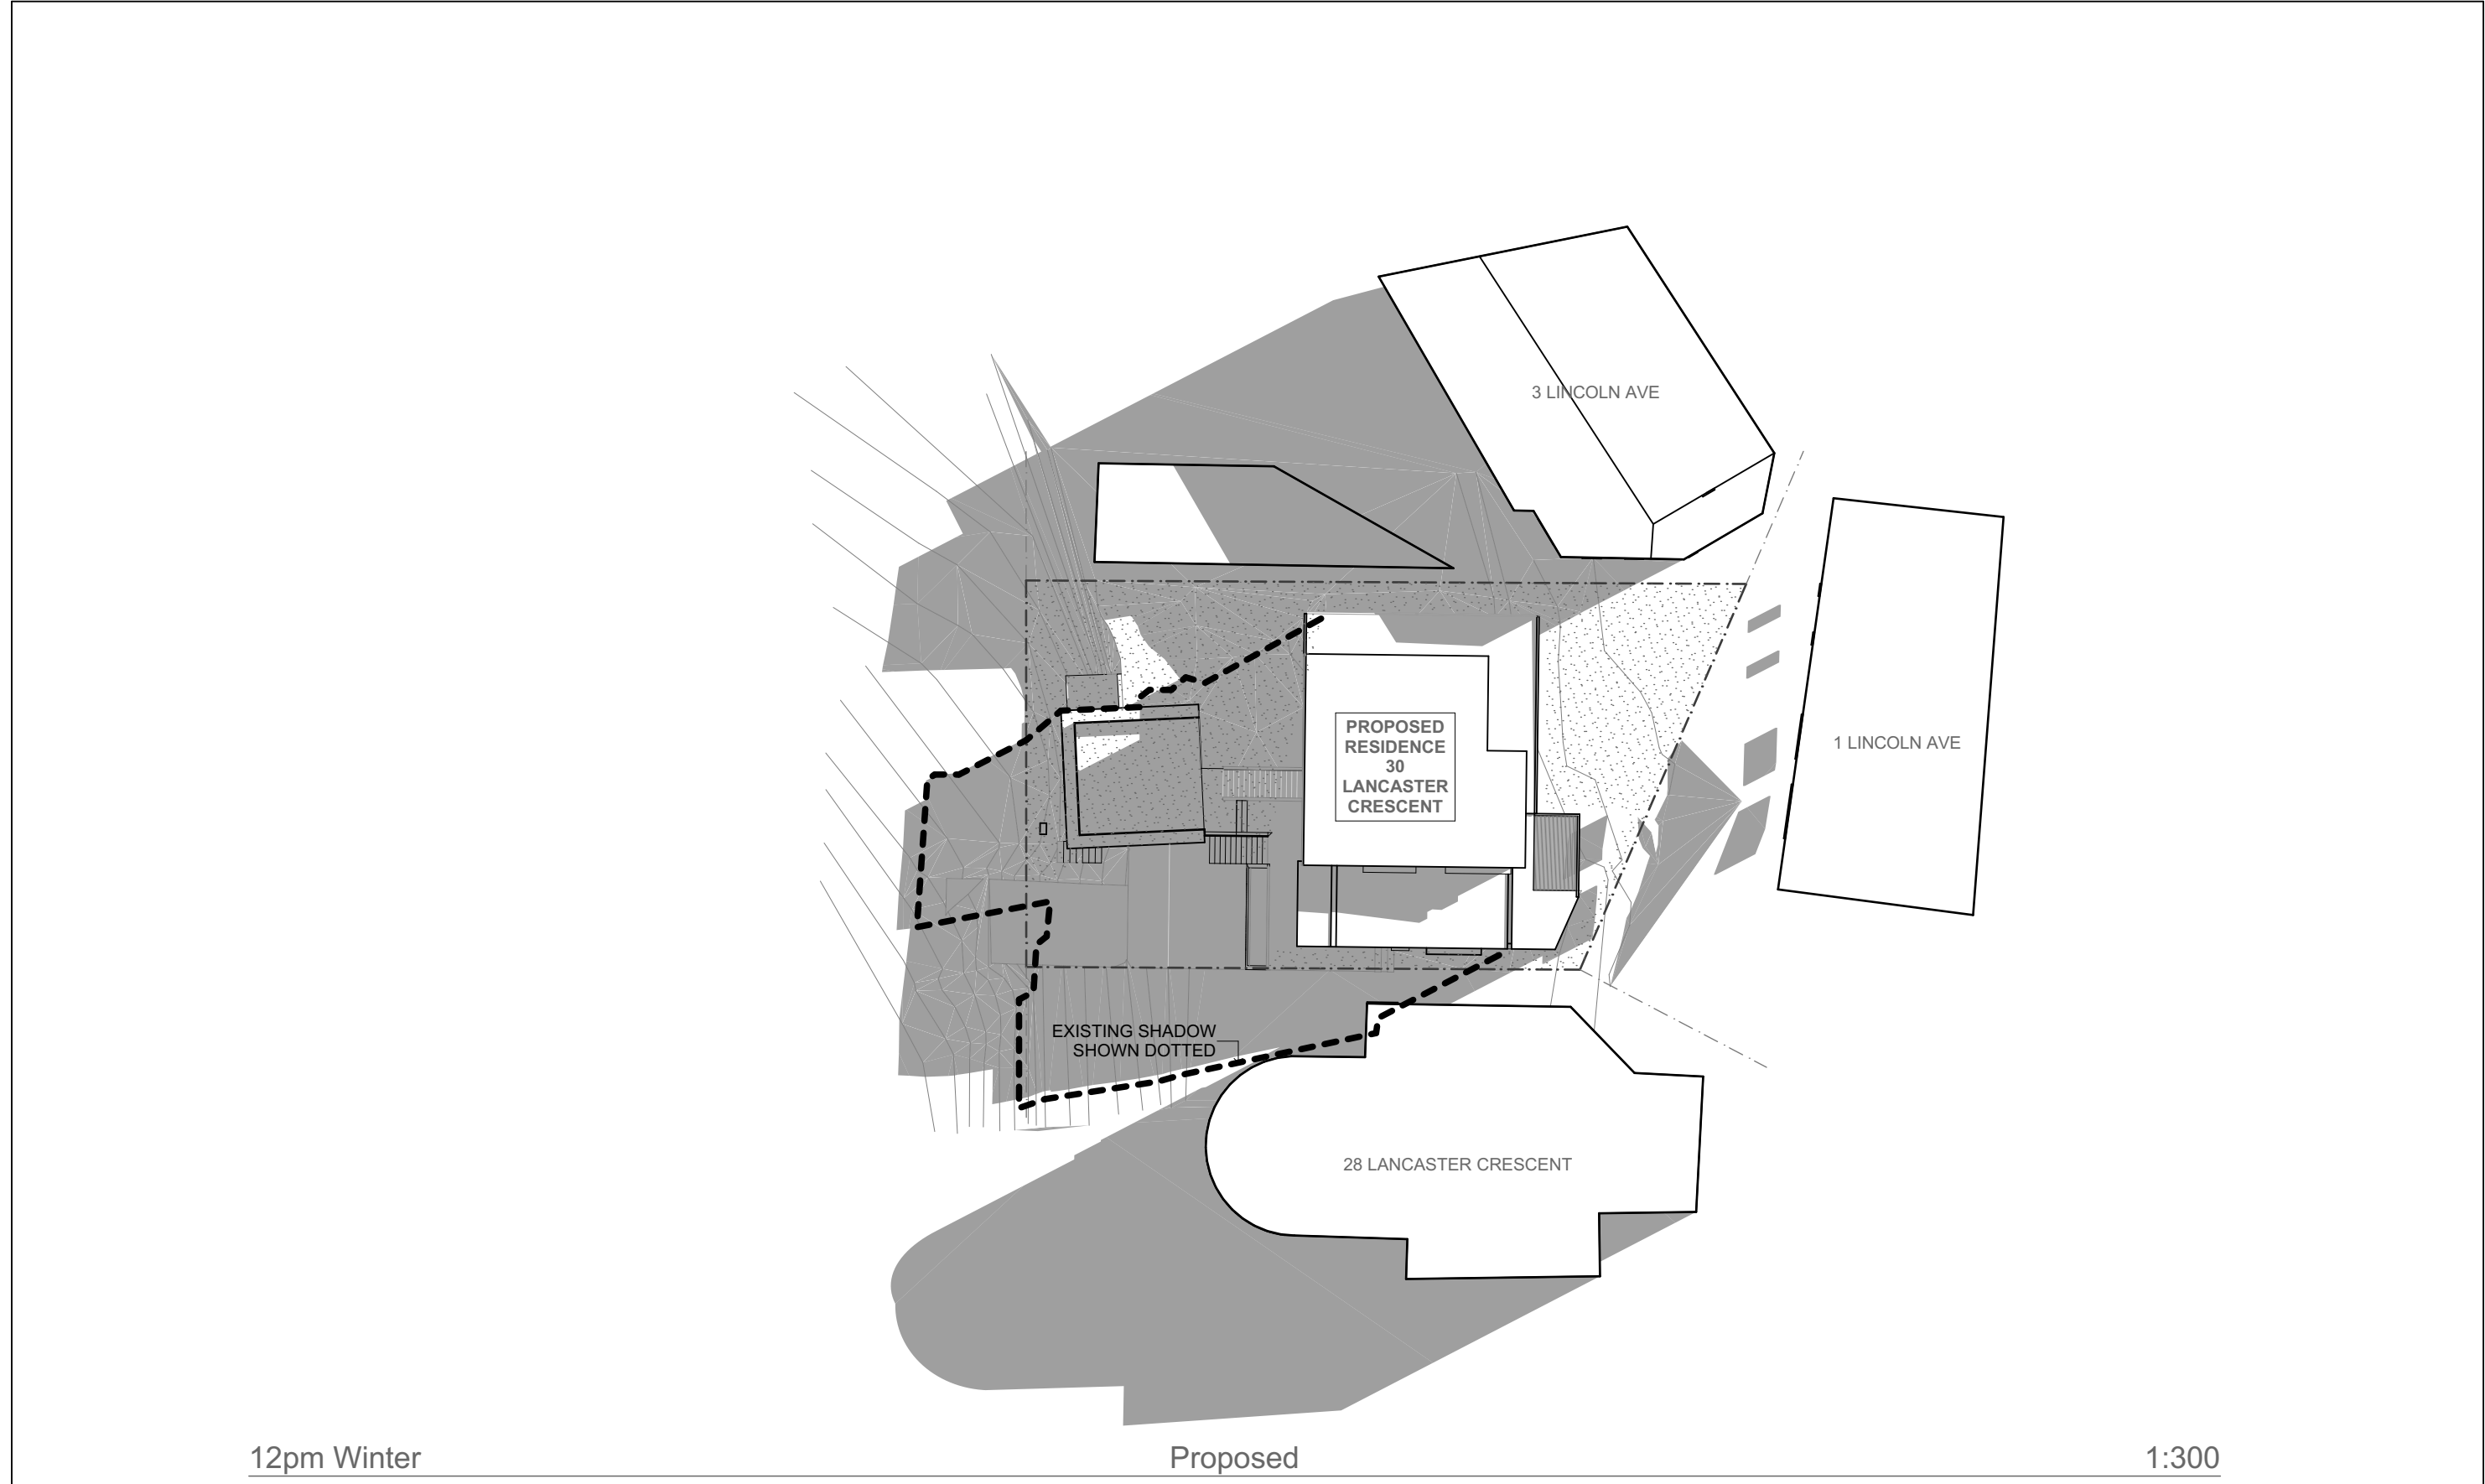 3 LINCOLN AVE
PROPOSED
RESIDENCE
30
LANCASTER
CRESCENT
1 LINCOLN AVE
EXISTING SHADOW
SHOWN DOTTED
28 LANCASTER CRESCENT
12pm Winter
Proposed
1:300